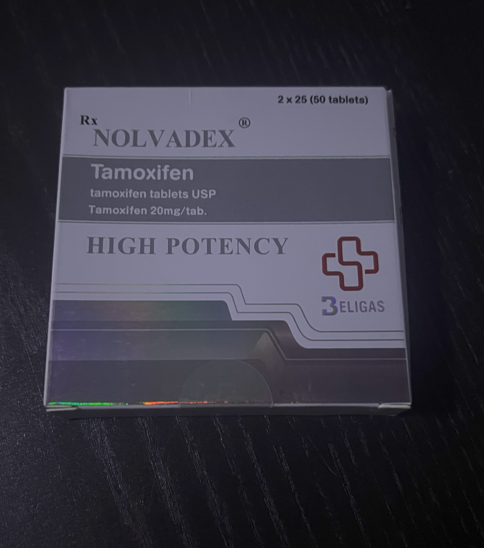 2 x 25 (50 tablets)
Rx
NOLVADEX®
Tamoxifen
tamoxifen tablets USP
Tamoxifen 20mg/tab.
HIGH POTENCY
BELIGAS